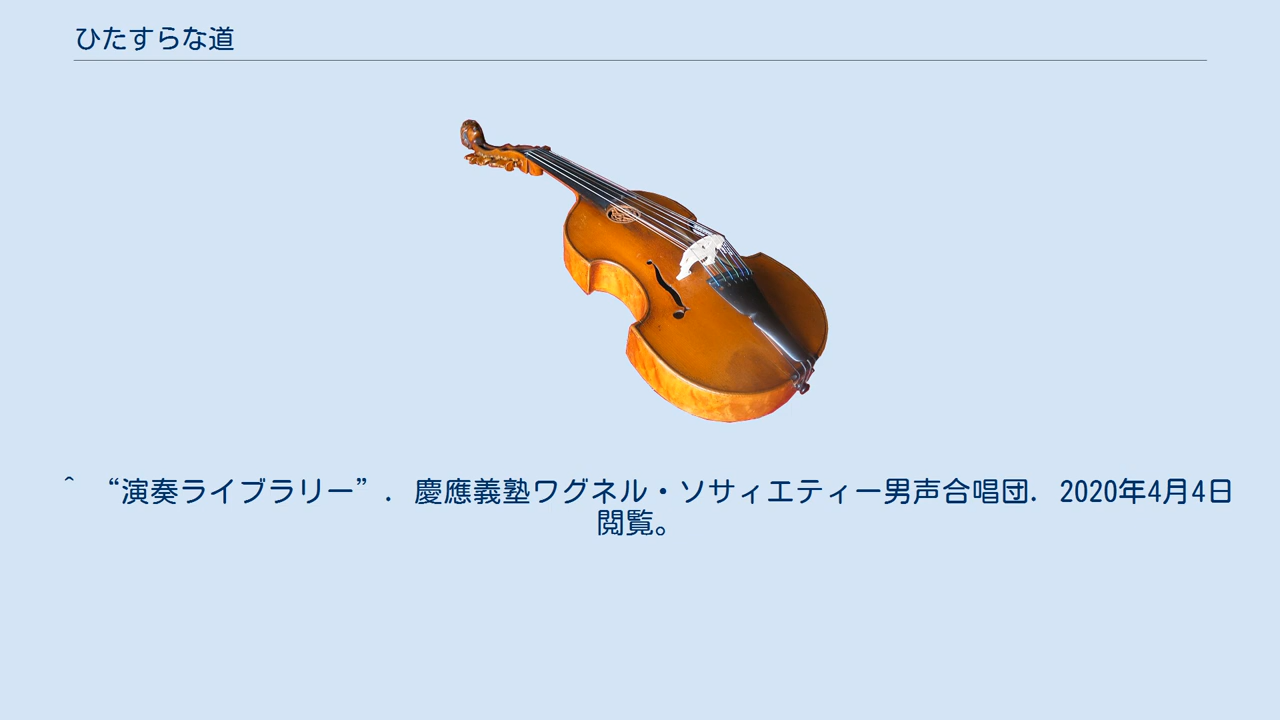 ひたすらな道
^ “演奏ライブラリー”. 慶應義塾ワグネル・ソサィエティー男声合唱団. 2020年4月4日
閲覧。